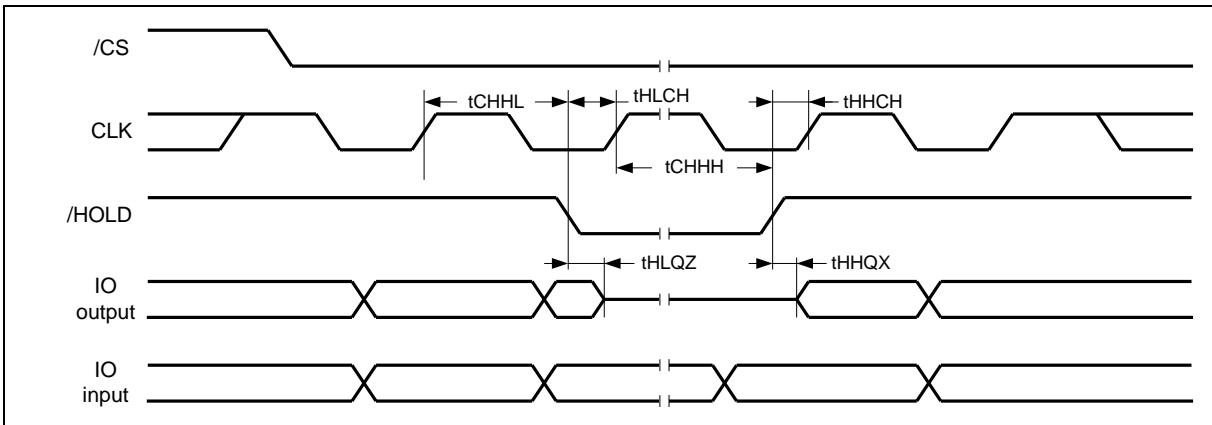 /CS
tCHHL
tHLCH
tHHCH
CLK
tCHHH
/HOLD
tHLQZ
tHHQX
IO
output
IO
input